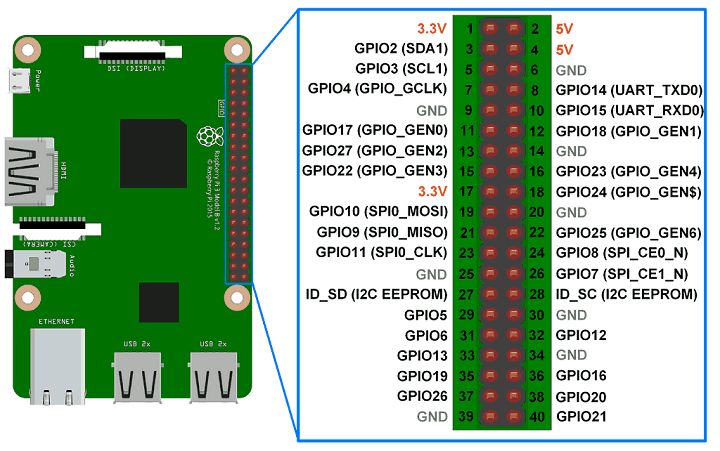 DSI (DISPLAY)
Power
HDMI
CSI (CAMERA)
Audio
ETHERNET
USB 2x
USB 2x
GPIO
Raspberry Pi 3 Model B v1.2
© Raspberry Pi 2015
3.3V 1 2 5V
GPIO2 (SDA1) 3 4 5V
GPIO3 (SCL1) 5 6 GND
GPIO4 (GPIO_GCLK) 7 8 GPIO14 (UART_TXD0)
GND 9 10 GPIO15 (UART_RXD0)
GPIO17 (GPIO_GEN0) 11 12 GPIO18 (GPIO_GEN1)
GPIO27 (GPIO_GEN2) 13 14 GND
GPIO22 (GPIO_GEN3) 15 16 GPIO23 (GPIO_GEN4)
3.3V 17 18 GPIO24 (GPIO_GEN$)
GPIO10 (SPI0_MOSI) 19 20 GND
GPIO9 (SPI0_MISO) 21 22 GPIO25 (GPIO_GEN6)
GPIO11 (SPI0_CLK) 23 24 GPIO8 (SPI_CE0_N)
GND 25 26 GPIO7 (SPI_CE1_N)
ID_SD (I2C EEPROM) 27 28 ID_SC (I2C EEPROM)
GPIO5 29 30 GND
GPIO6 31 32 GPIO12
GPIO13 33 34 GND
GPIO19 35 36 GPIO16
GPIO26 37 38 GPIO20
GND 39 40 GPIO21